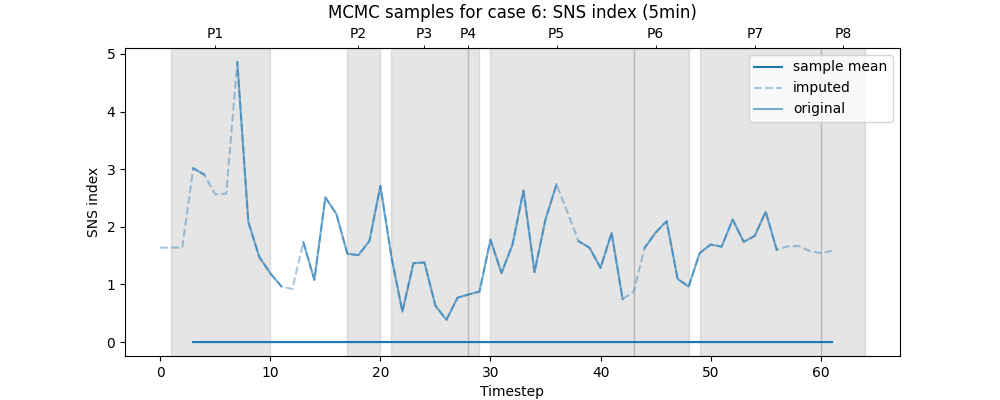 MCMC samples for case 6: SNS index (5min)
P1 P2 P3 P4 P5 P6 P7 P8
sample mean
imputed
original
SNS index
5
4
3
2
1
0
0 10 20 30 40 50 60
Timestep